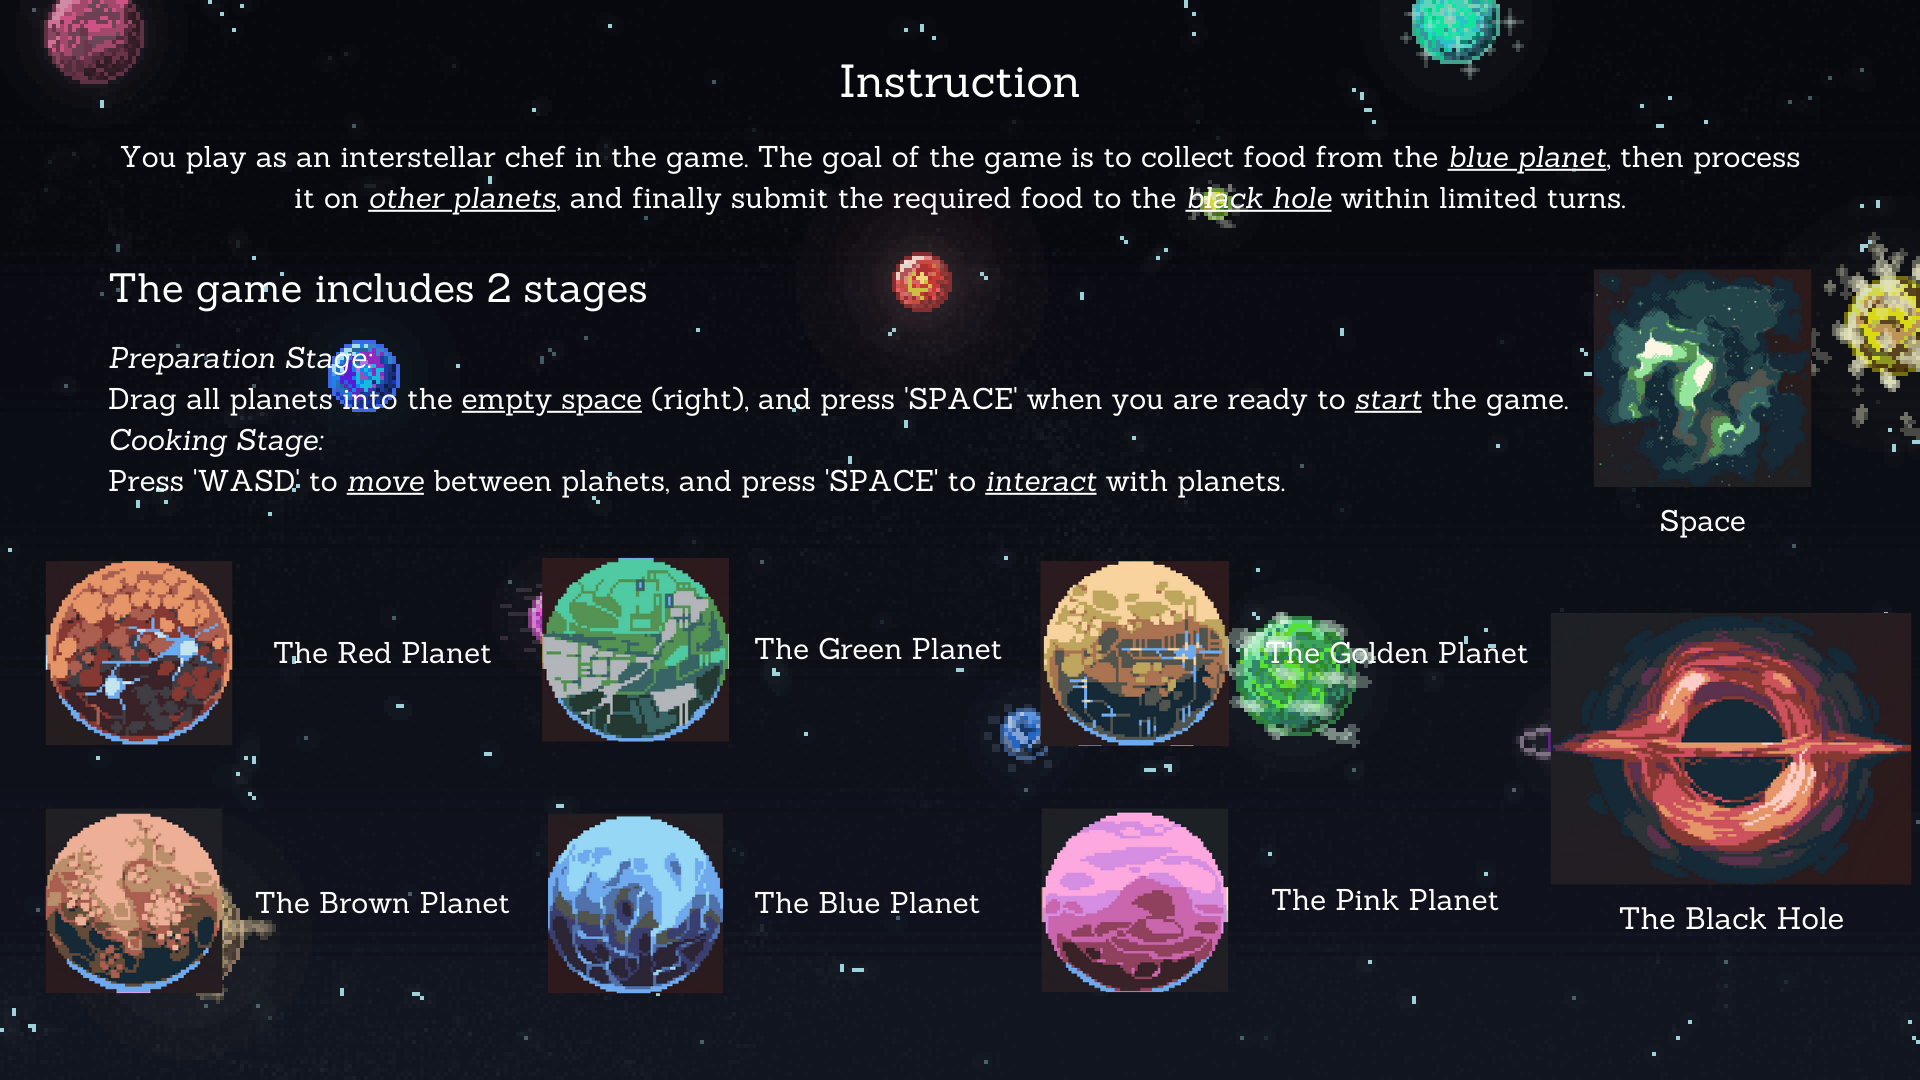 Instruction
You play as an interstellar chef in the game. The goal of the game is to collect food from the blue planet, then process
it on other planets, and finally submit the required food to the black hole within limited turns.
The game includes 2 stages
Preparation Stage:
Drag all planets into the empty space (right), and press 'SPACE' when you are ready to start the game.
Cooking Stage:
Press 'WASD' to move between planets, and press 'SPACE' to interact with planets.
Space
The Red Planet
The Green Planet
The Golden Planet
The Brown Planet
The Blue Planet
The Pink Planet
The Black Hole